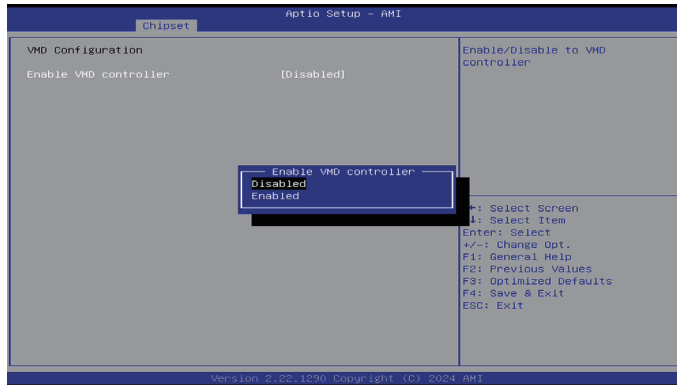 Aptio Setup – AMI
Chipset
VMD Configuration
Enable VMD controller [Disabled]
Enable/Disable to VMD
controller
Enable VMD controller
Disabled
Enabled
: Select Screen
: Select Item
Enter: Select
+/-: Change Opt.
F1: General Help
F2: Previous Values
F3: Optimized Defaults
F4: Save & Exit
ESC: Exit
Version 2.22.1290 Copyright (C) 2024 AMI